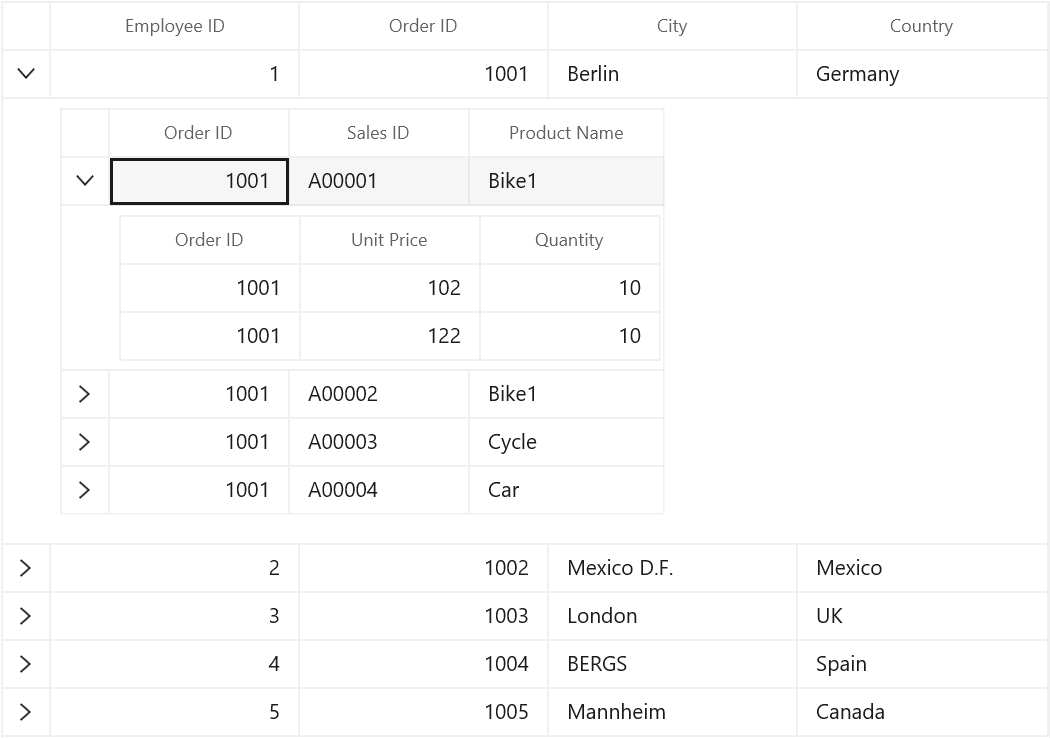 Employee ID Order ID City Country
1 1001 Berlin Germany
Order ID Sales ID Product Name
1001 A00001 Bike1
Order ID Unit Price Quantity
1001 102 10
1001 122 10
1001 A00002 Bike1
1001 A00003 Cycle
1001 A00004 Car
2 1002 Mexico D.F. Mexico
3 1003 London UK
4 1004 BERGS Spain
5 1005 Mannheim Canada